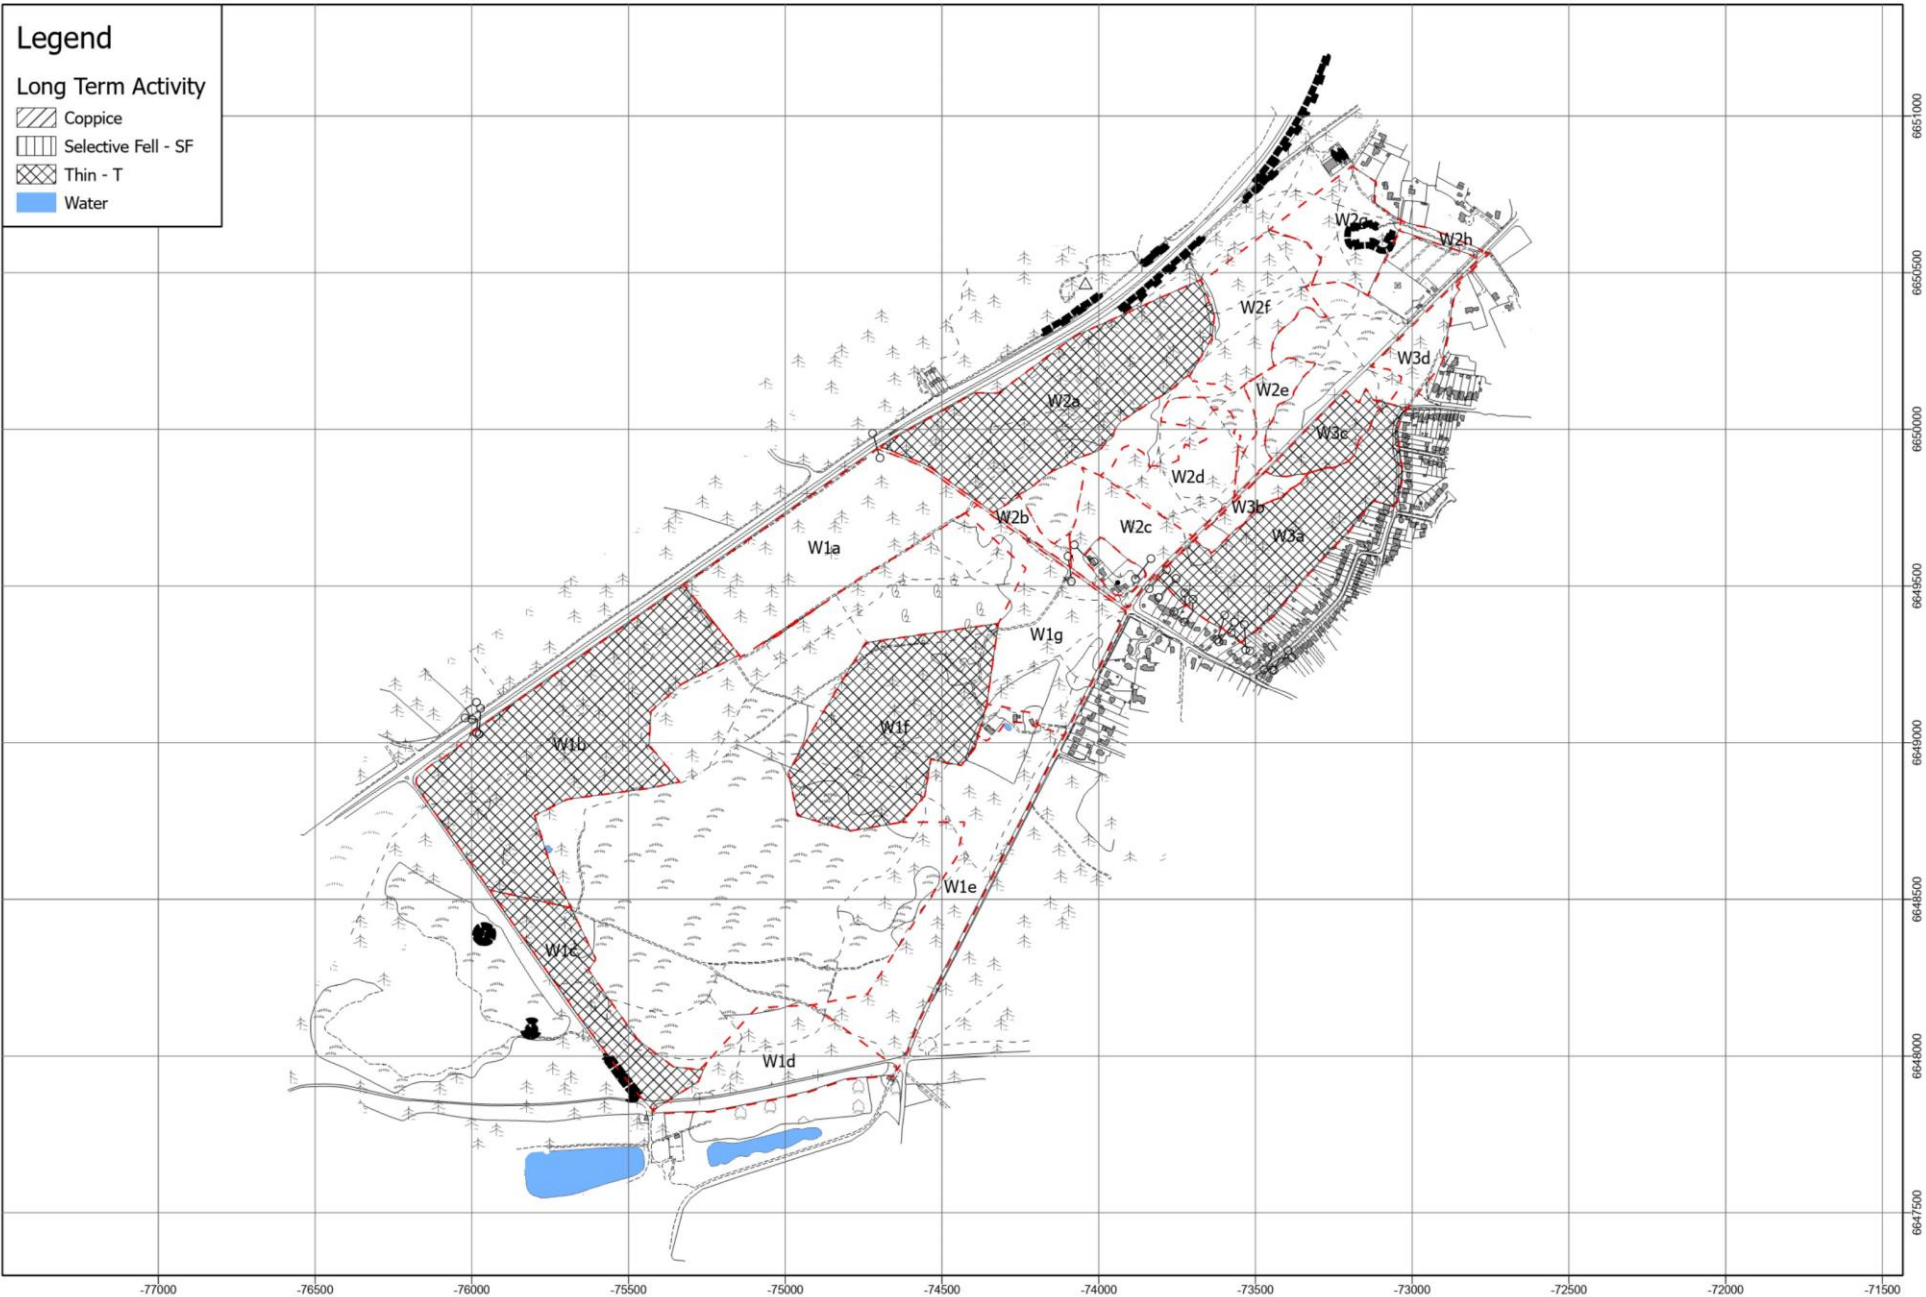 Legend
Long Term Activity
Coppice
Selective Fell - SF
Thin - T
Water
6651000
W2g
W2h
6650500
W2f
W3d
W2e
W2a
6650000
W3c
W2d
W3b
W2b
W2c
W3a
W1a
6649500
W1g
W1f
W1b
6649000
W1e
6648500
W1c
W1d
6648000
6647500
-77000
-76500
-76000
-75500
-75000
-74500
-74000
-73500
-73000
-72500
-72000
-71500